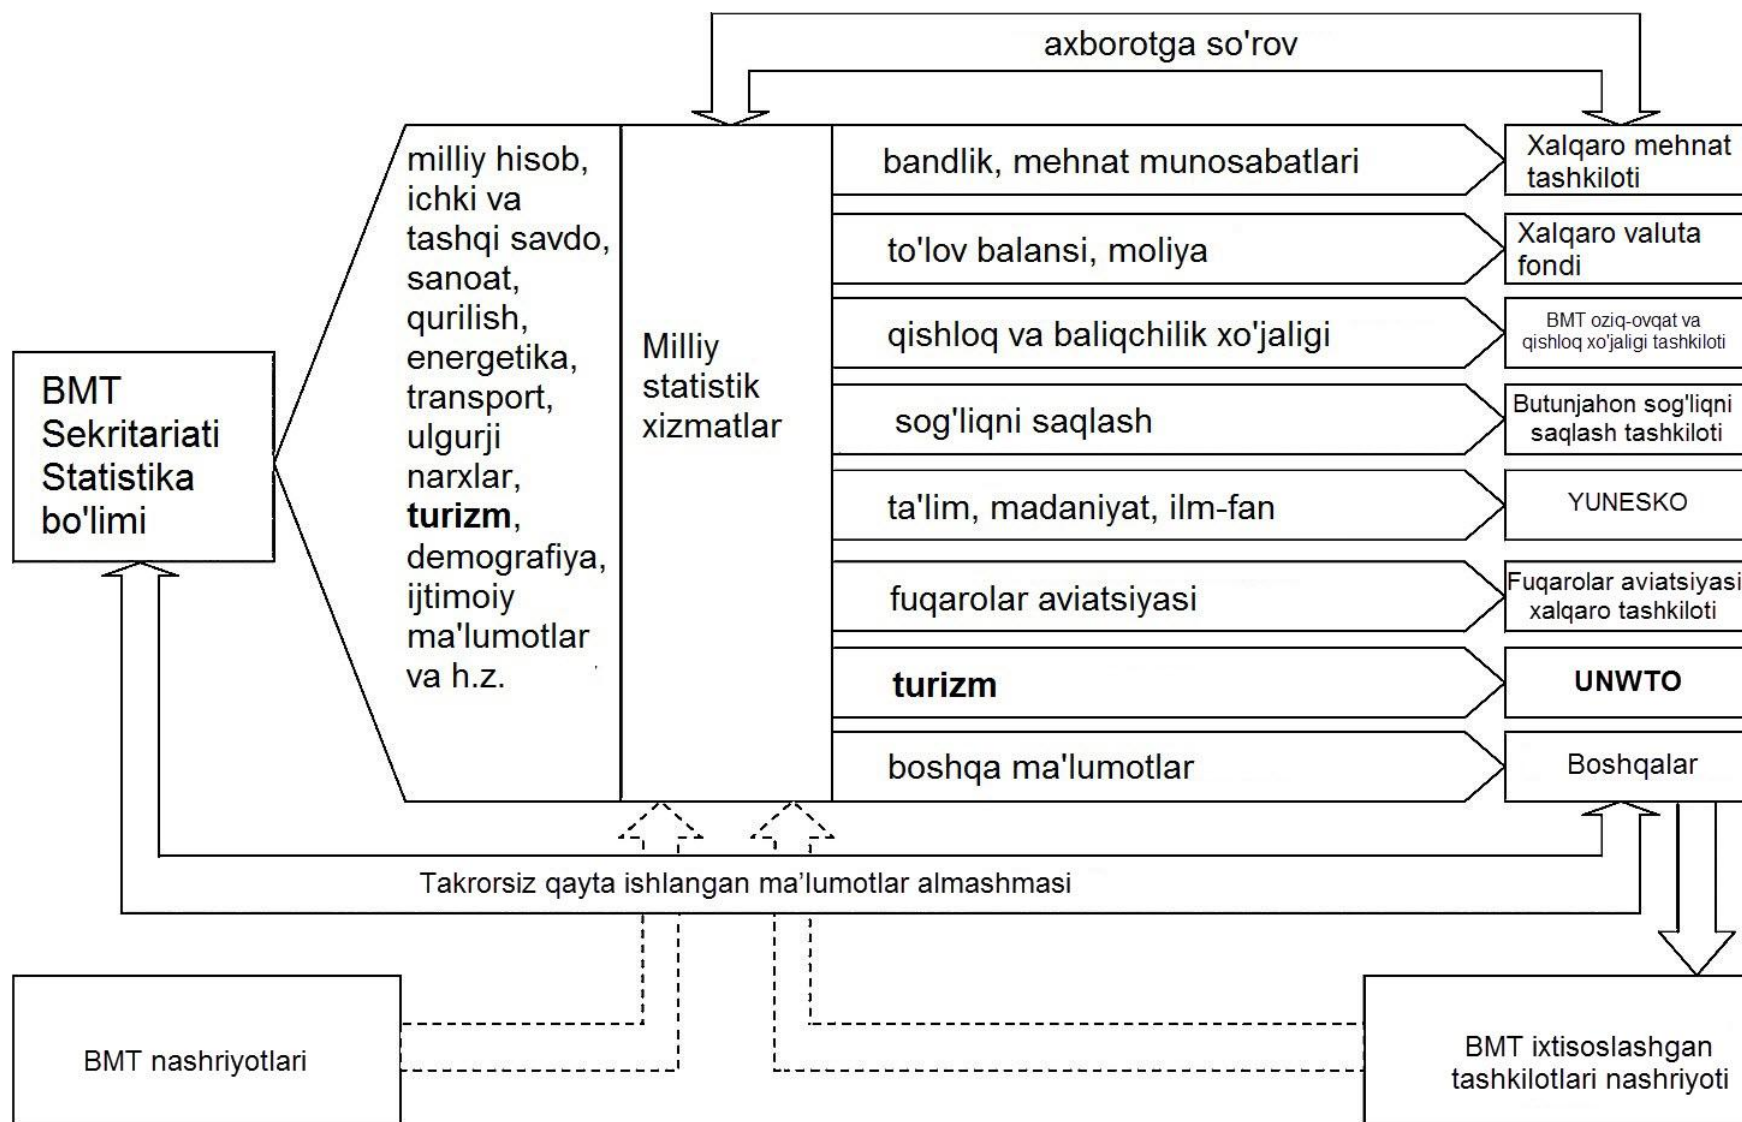 axborotga so'rov
milliy hisob,
ichki va
tashqi savdo,
sanoat,
qurilish,
energetika,
transport,
ulgurji
narxlar,
turizm,
demografiya,
ijtimoiy
ma'lumotlar
va h.z.
BMT
Sekritariati
Statistika
bo'limi
Milliy
statistik
xizmatlar
bandlik, mehnat munosabatlari
Xalqaro mehnat
tashkiloti
to'lov balansi, moliya
Xalqaro valuta
fondi
qishloq va baliqchilik xo'jaligi
BMT oziq-ovqat va
qishloq xo'jaligi tashkiloti
sog'liqni saqlash
Butunjahon sog'liqni
saqlash tashkiloti
ta'lim, madaniyat, ilm-fan
YUNESKO
fuqarolar aviatsiyasi
Fuqarolar aviatsiyasi
xalqaro tashkiloti
turizm
UNWTO
boshqa ma'lumotlar
Boshqalar
Takrorsiz qayta ishlangan ma’lumotlar almashmasi
BMT nashriyotlari
BMT ixtisoslashgan
tashkilotlari nashriyoti